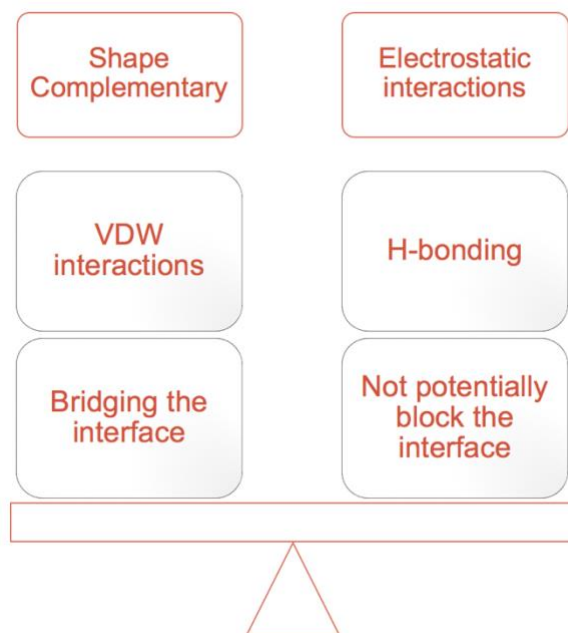 Shape
Complementary
Electrostatic
interactions
VDW
interactions
H-bonding
Bridging the
interface
Not potentially
block the
interface